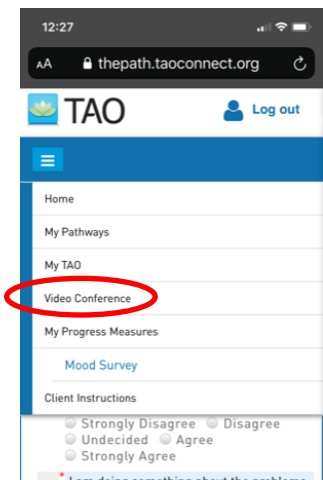 12:27
AA thepath.taoconnect.org
TAO Log out
Home
My Pathways
My TAO
Video Conference
My Progress Measures
Mood Survey
Client Instructions
Strongly Disagree Disagree
Undecided Agree
Strongly Agree
* I am doing something about the problems